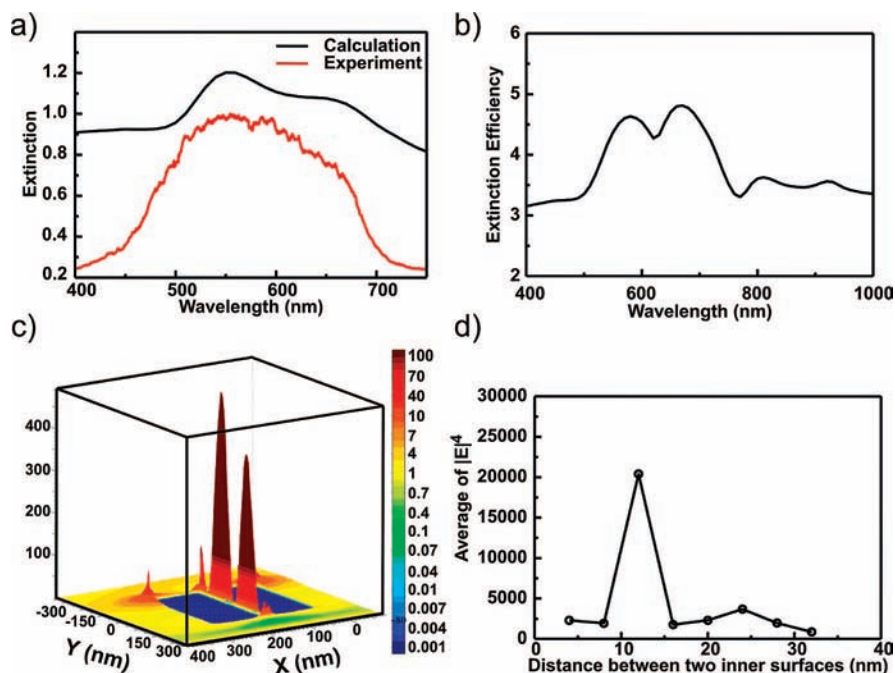 a)
1.4
1.2
1.0
0.8
0.6
0.4
0.2
Extinction
Calculation
Experiment
400 500 600 700
Wavelength (nm)
b)
6
5
4
3
2
Extinction Efficiency
400 600 800 1000
Wavelength (nm)
c)
400
300
200
100
-300
-150
0
150
300
Y (nm)
400
300
200
100
0
X (nm)
100
70
40
10
7
4
1
0.7
0.4
0.1
0.07
0.04
0.01
0.007
0.004
0.001
d)
30000
25000
20000
15000
10000
5000
0
Average of |E|⁴
0 10 20 30 40
Distance between two inner surfaces (nm)